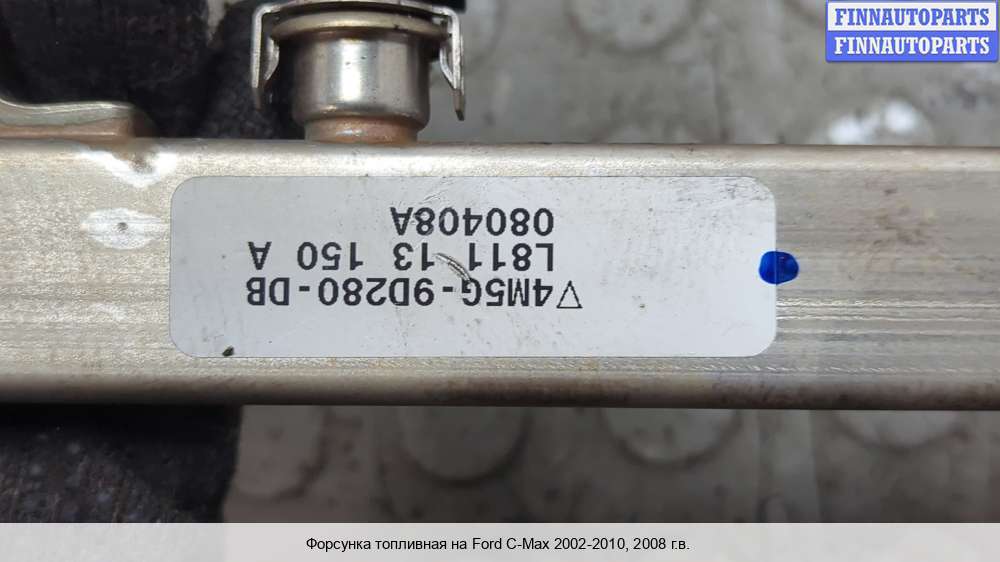 FINNAUTOPARTS
FINNAUTOPARTS
▽4M5G-9D280-DB
L811 13 150 A
080408A
Форсунка топливная на Ford C-Max 2002-2010, 2008 г.в.